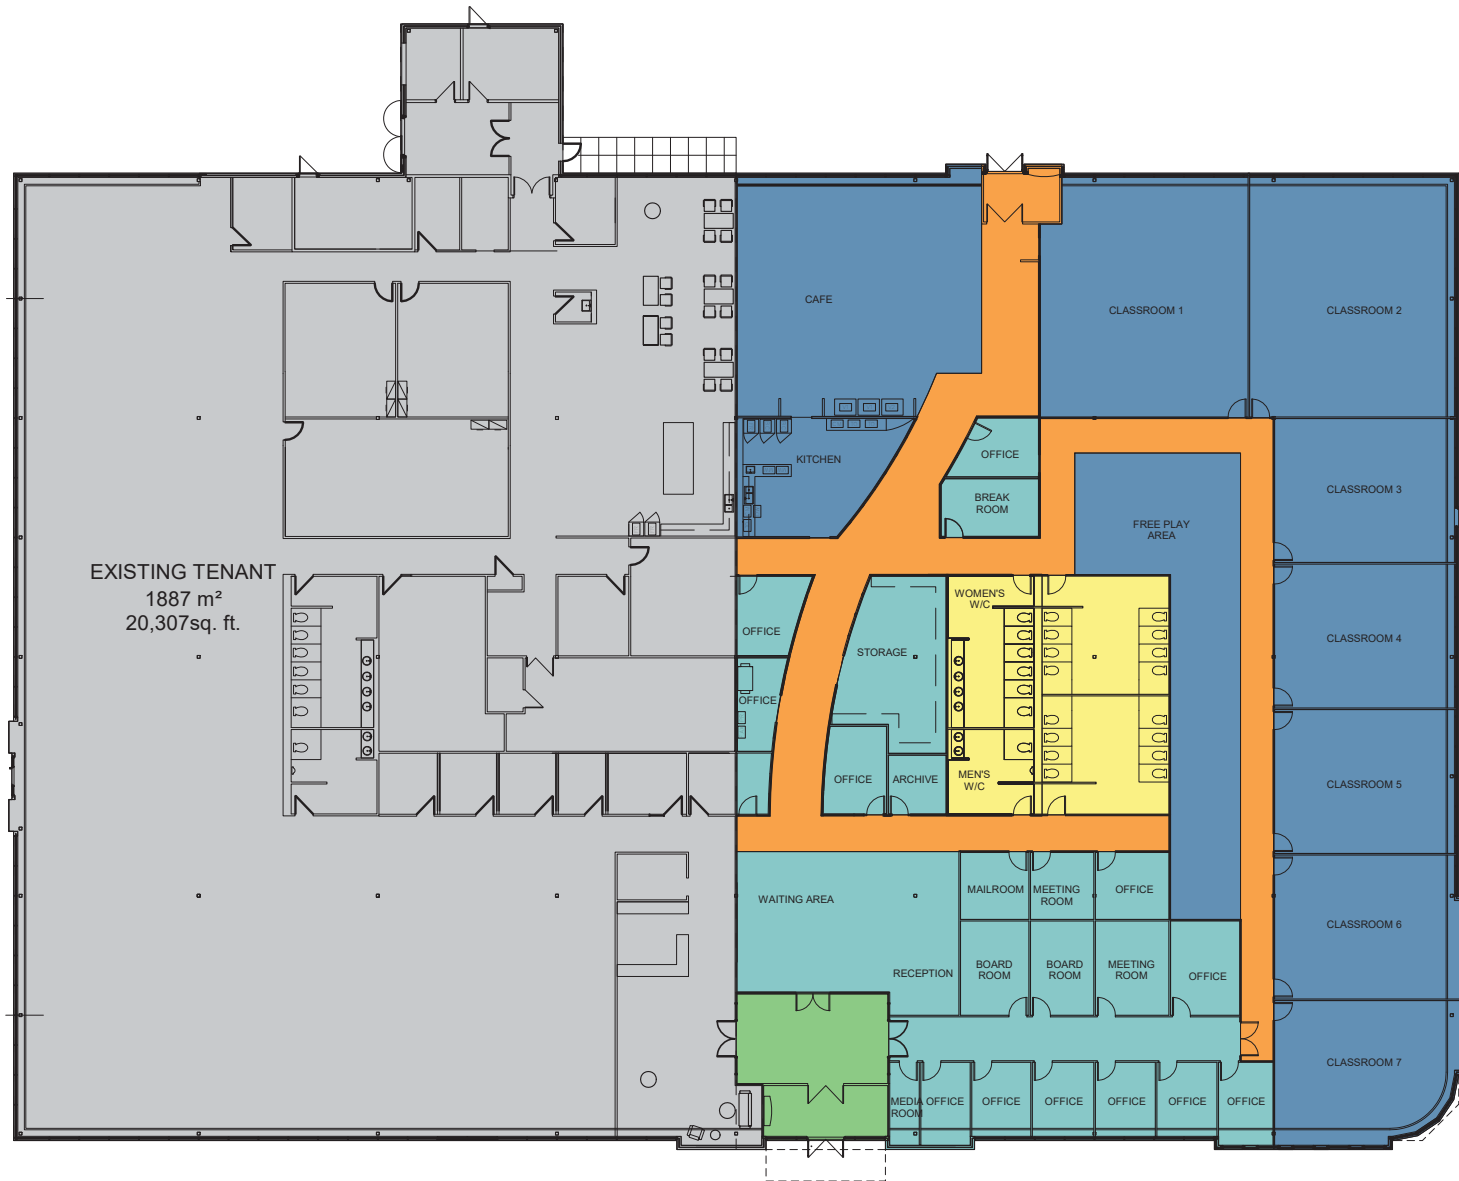 CAFE
CLASSROOM 1
CLASSROOM 2
KITCHEN
OFFICE
BREAK
ROOM
CLASSROOM 3
FREE PLAY
AREA
EXISTING TENANT
1887 m²
20,307sq. ft.
WOMEN'S
W/C
OFFICE
STORAGE
CLASSROOM 4
OFFICE
OFFICE
ARCHIVE
MEN'S
W/C
CLASSROOM 5
WAITING AREA
MAILROOM
MEETING
ROOM
OFFICE
CLASSROOM 6
RECEPTION
BOARD
ROOM
BOARD
ROOM
MEETING
ROOM
OFFICE
CLASSROOM 7
MEDIA
ROOM
OFFICE
OFFICE
OFFICE
OFFICE
OFFICE
OFFICE